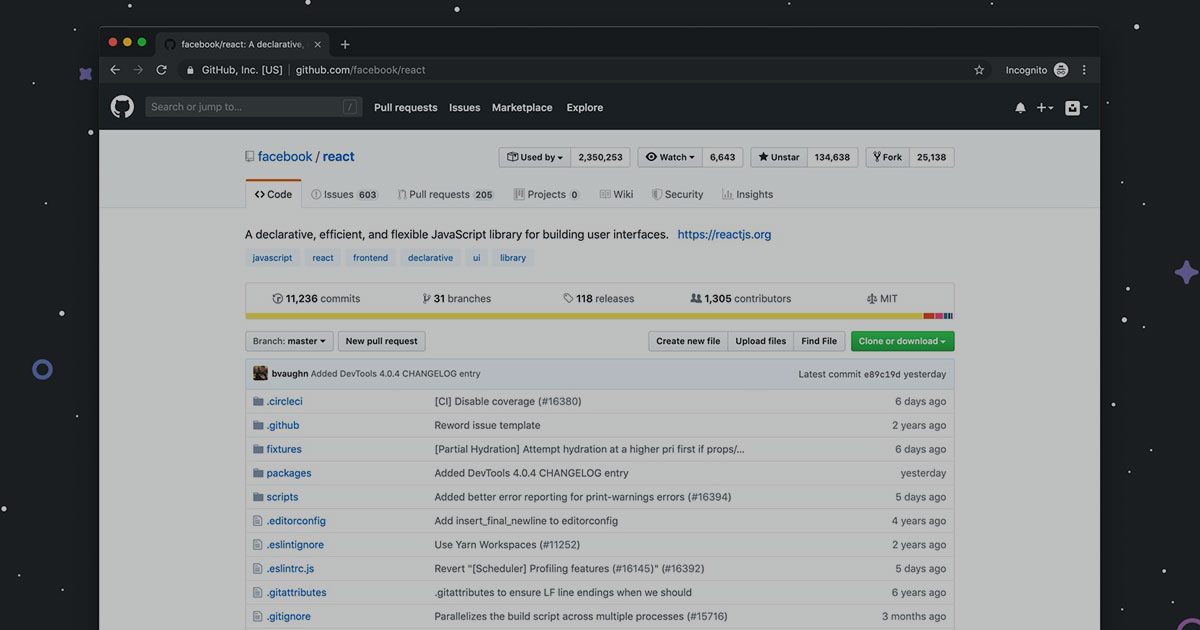 facebook/react: A declarative,
GitHub, Inc. [US] | github.com/facebook/react Incognito
Search or jump to... / Pull requests Issues Marketplace Explore
facebook / react Used by 2,350,253 Watch 6,643 Unstar 134,638 Fork 25,138
Code Issues 603 Pull requests 205 Projects 0 Wiki Security Insights
A declarative, efficient, and flexible JavaScript library for building user interfaces. https://reactjs.org
javascript react frontend declarative ui library
11,236 commits 31 branches 118 releases 1,305 contributors MIT
Branch: master New pull request Create new file Upload files Find File Clone or download
bvaughn Added DevTools 4.0.4 CHANGELOG entry Latest commit e89c19d yesterday
.circleci [CI] Disable coverage (#16380) 6 days ago
.github Reword issue template 2 years ago
fixtures [Partial Hydration] Attempt hydration at a higher pri first if props/... 6 days ago
packages Added DevTools 4.0.4 CHANGELOG entry yesterday
scripts Added better error reporting for print-warnings errors (#16394) 5 days ago
.editorconfig Add insert_final_newline to editorconfig 4 years ago
.eslintignore Use Yarn Workspaces (#11252) 2 years ago
.eslintrc.js Revert "[Scheduler] Profiling features (#16145)" (#16392) 5 days ago
.gitattributes .gitattributes to ensure LF line endings when we should 6 years ago
.gitignore Parallelizes the build script across multiple processes (#15716) 3 months ago